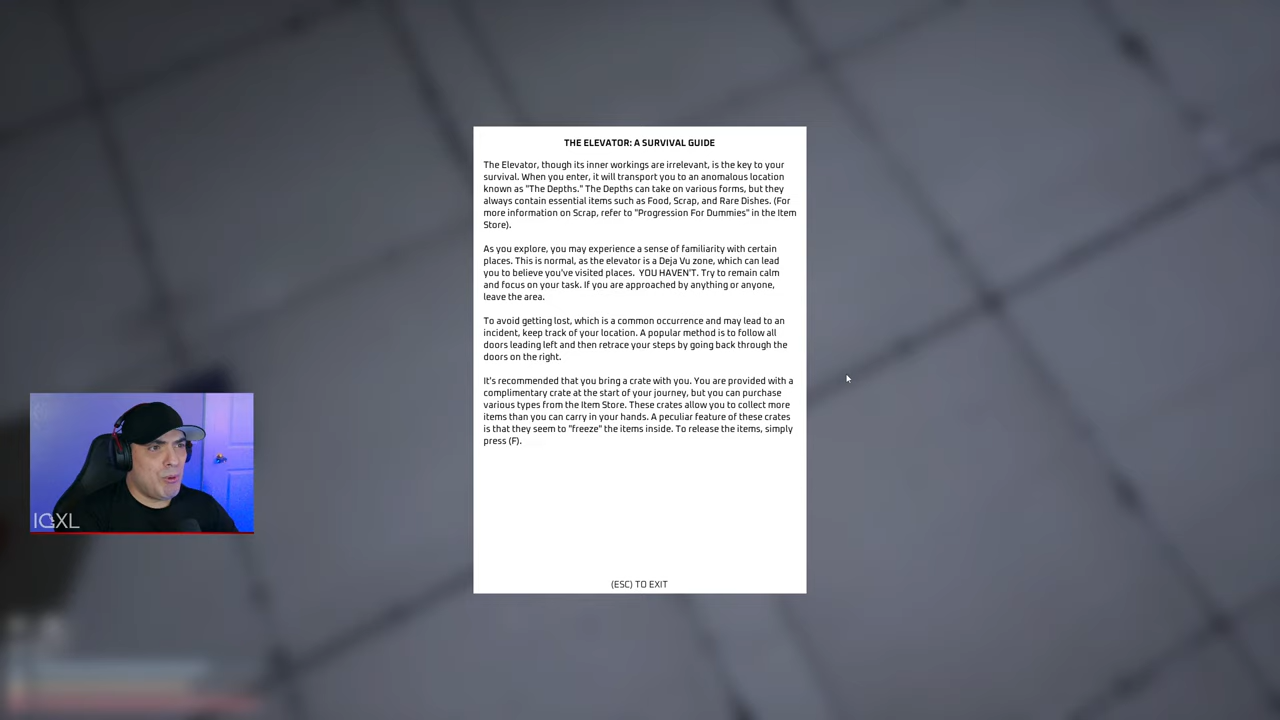 THE ELEVATOR: A SURVIVAL GUIDE
The Elevator, though its inner workings are irrelevant, is the key to your
survival. When you enter, it will transport you to an anomalous location
known as "The Depths." The Depths can take on various forms, but they
always contain essential items such as Food, Scrap, and Rare Dishes. (For
more information on Scrap, refer to "Progression For Dummies" in the Item
Store).
As you explore, you may experience a sense of familiarity with certain
places. This is normal, as the elevator is a Deja Vu zone, which can lead
you to believe you've visited places. YOU HAVEN'T. Try to remain calm
and focus on your task. If you are approached by anything or anyone,
leave the area.
To avoid getting lost, which is a common occurrence and may lead to an
incident, keep track of your location. A popular method is to follow all
doors leading left and then retrace your steps by going back through the
doors on the right.
It's recommended that you bring a crate with you. You are provided with a
complimentary crate at the start of your journey, but you can purchase
various types from the Item Store. These crates allow you to collect more
items than you can carry in your hands. A peculiar feature of these crates
is that they seem to "freeze" the items inside. To release the items, simply
press (F).
IGXL
(ESC) TO EXIT